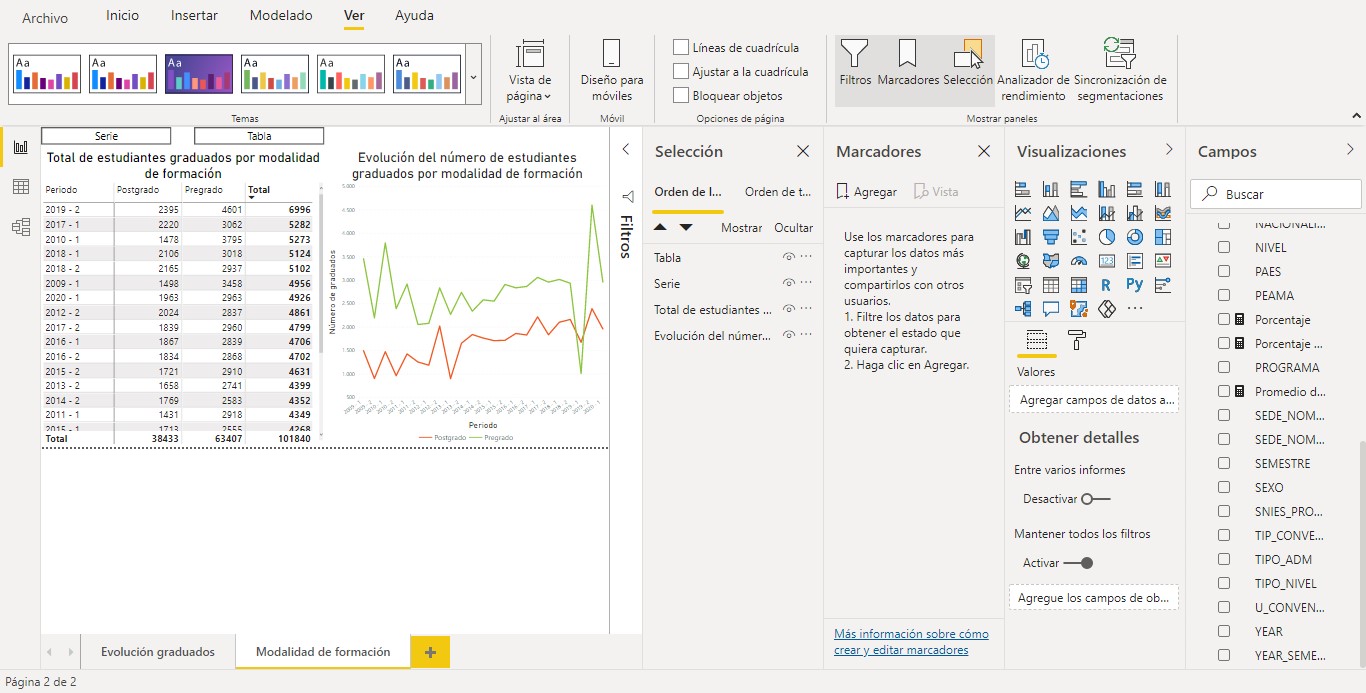 Archivo
Inicio
Insertar
Modelado
Ver
Ayuda
Aa
Aa
Aa
Aa
Aa
Aa
Temas
Vista de
página
Ajustar al área
Diseño para
móviles
Móvil
Líneas de cuadrícula
Ajustar a la cuadrícula
Bloquear objetos
Opciones de página
Filtros
Marcadores
Selección
Analizador de
rendimiento
Sincronización de
segmentaciones
Mostrar paneles
Serie
Tabla
Total de estudiantes graduados por modalidad
de formación
Periodo Postgrado Pregrado Total
2019 - 2 2395 4601 6996
2017 - 1 2220 3062 5282
2010 - 1 1478 3795 5273
2018 - 1 2106 3018 5124
2018 - 2 2165 2937 5102
2009 - 1 1498 3458 4956
2020 - 1 1963 2963 4926
2012 - 2 2024 2837 4861
2017 - 2 1839 2960 4799
2016 - 1 1867 2839 4706
2016 - 2 1834 2868 4702
2015 - 2 1721 2910 4631
2013 - 2 1658 2741 4399
2014 - 2 1769 2583 4352
2011 - 1 1431 2918 4349
2015 - 1 1713 2555 4268
Total 38433 63407 101840
Evolución del número de estudiantes
graduados por modalidad de formación
Número de graduados
5.000
4.500
4.000
3.500
3.000
2.500
2.000
1.500
1.000
500
Periodo
Postgrado Pregrado
Filtros
Selección
Orden de l...
Orden de t...
Mostrar
Ocultar
Tabla
Serie
Total de estudiantes ...
Evolución del númer...
Marcadores
Agregar
Vista
Use los marcadores para
capturar los datos más
importantes y
compartirlos con otros
usuarios.
1. Filtre los datos para
obtener el estado que
quiera capturar.
2. Haga clic en Agregar.
Más información sobre cómo
crear y editar marcadores
Visualizaciones
123
R
Py
Valores
Agregar campos de datos a...
Obtener detalles
Entre varios informes
Desactivar
Mantener todos los filtros
Activar
Agregue los campos de ob...
Campos
Buscar
NACIONALI...
NIVEL
PAES
PEAMA
Porcentaje
Porcentaje ...
PROGRAMA
Promedio d...
SEDE_NOM...
SEDE_NOM...
SEMESTRE
SEXO
SNIES_PRO...
TIP_CONVE...
TIPO_ADM
TIPO_NIVEL
U_CONVEN...
YEAR
YEAR_SEME...
Evolución graduados
Modalidad de formación
+
Página 2 de 2